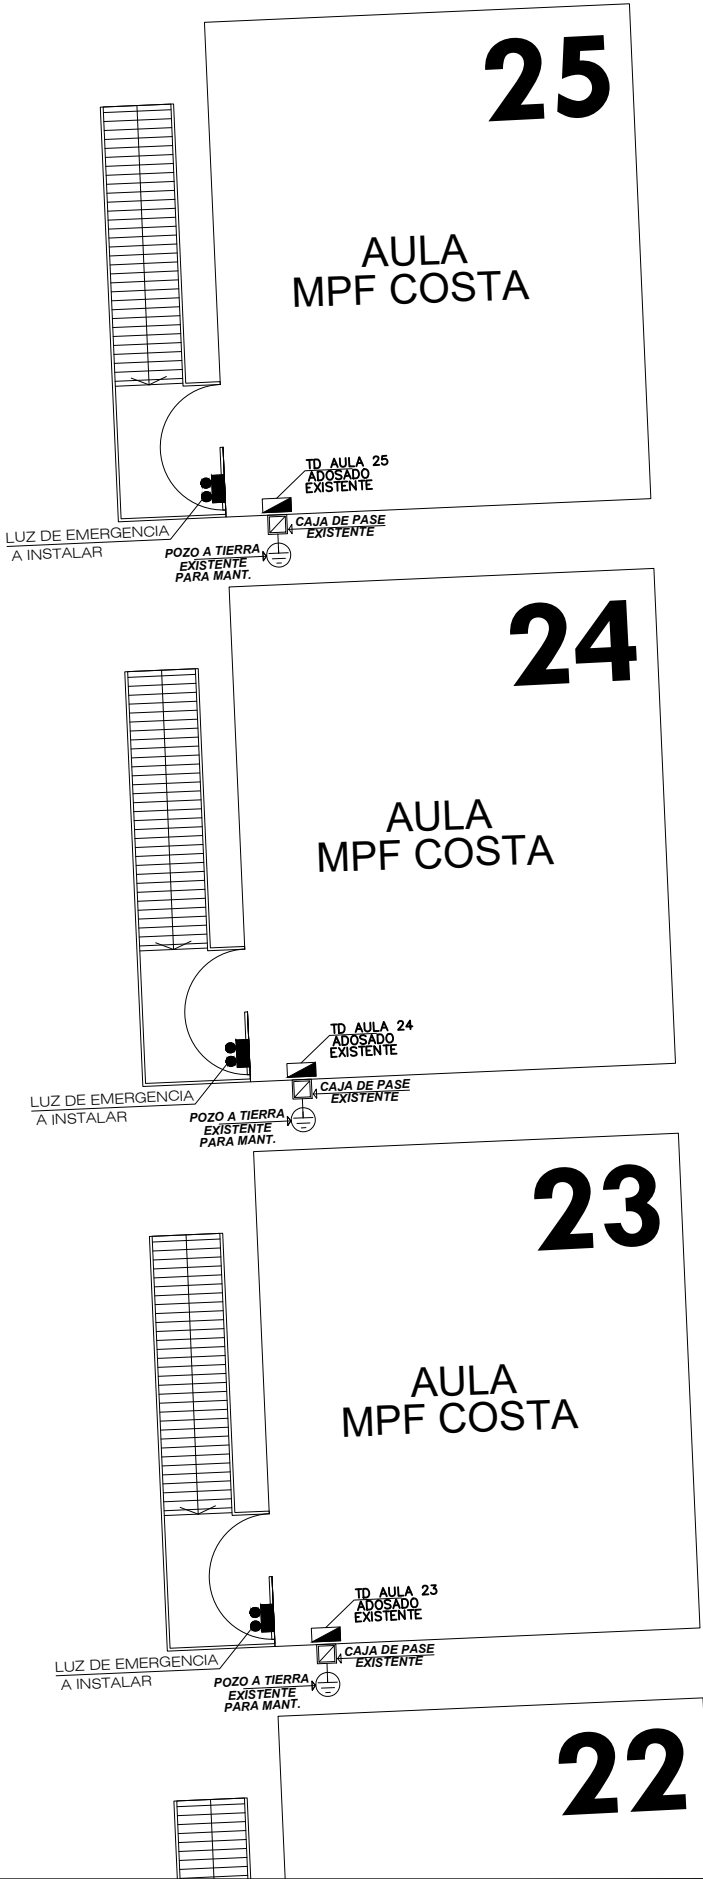 25
AULA
MPF COSTA
TD AULA 25
ADOSADO
EXISTENTE
CAJA DE PASE
EXISTENTE
LUZ DE EMERGENCIA
A INSTALAR
POZO A TIERRA
EXISTENTE
PARA MANT.
24
AULA
MPF COSTA
TD AULA 24
ADOSADO
EXISTENTE
CAJA DE PASE
EXISTENTE
LUZ DE EMERGENCIA
A INSTALAR
POZO A TIERRA
EXISTENTE
PARA MANT.
23
AULA
MPF COSTA
TD AULA 23
ADOSADO
EXISTENTE
CAJA DE PASE
EXISTENTE
LUZ DE EMERGENCIA
A INSTALAR
POZO A TIERRA
EXISTENTE
PARA MANT.
22